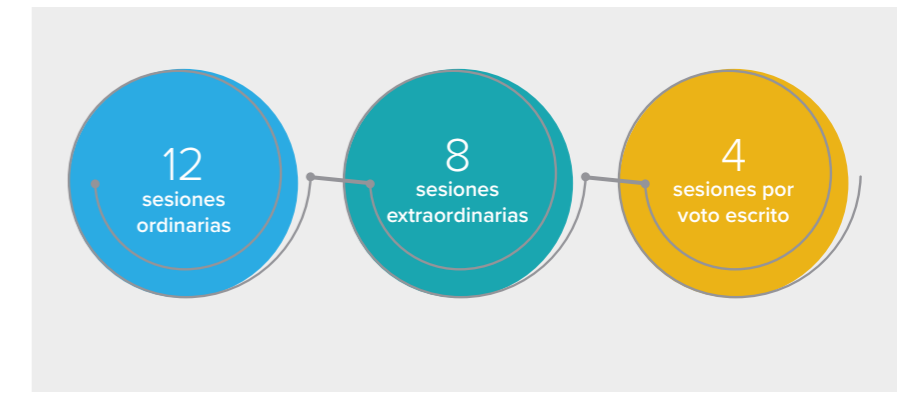 12
sesiones
ordinarias
8
sesiones
extraordinarias
4
sesiones por
voto escrito